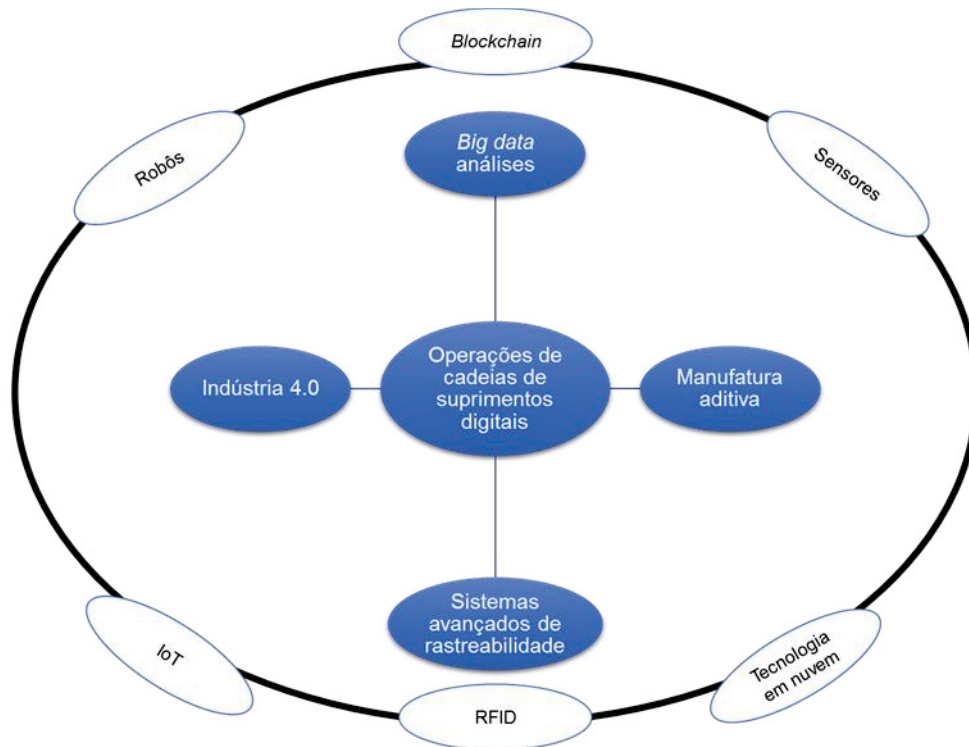 Blockchain
Big data
análises
Robôs
Sensores
Operações de
cadeias de
suprimentos
digitais
Indústria 4.0
Manufatura
aditiva
Sistemas
avançados de
rastreabilidade
IoT
Tecnologia
em nuvem
RFID